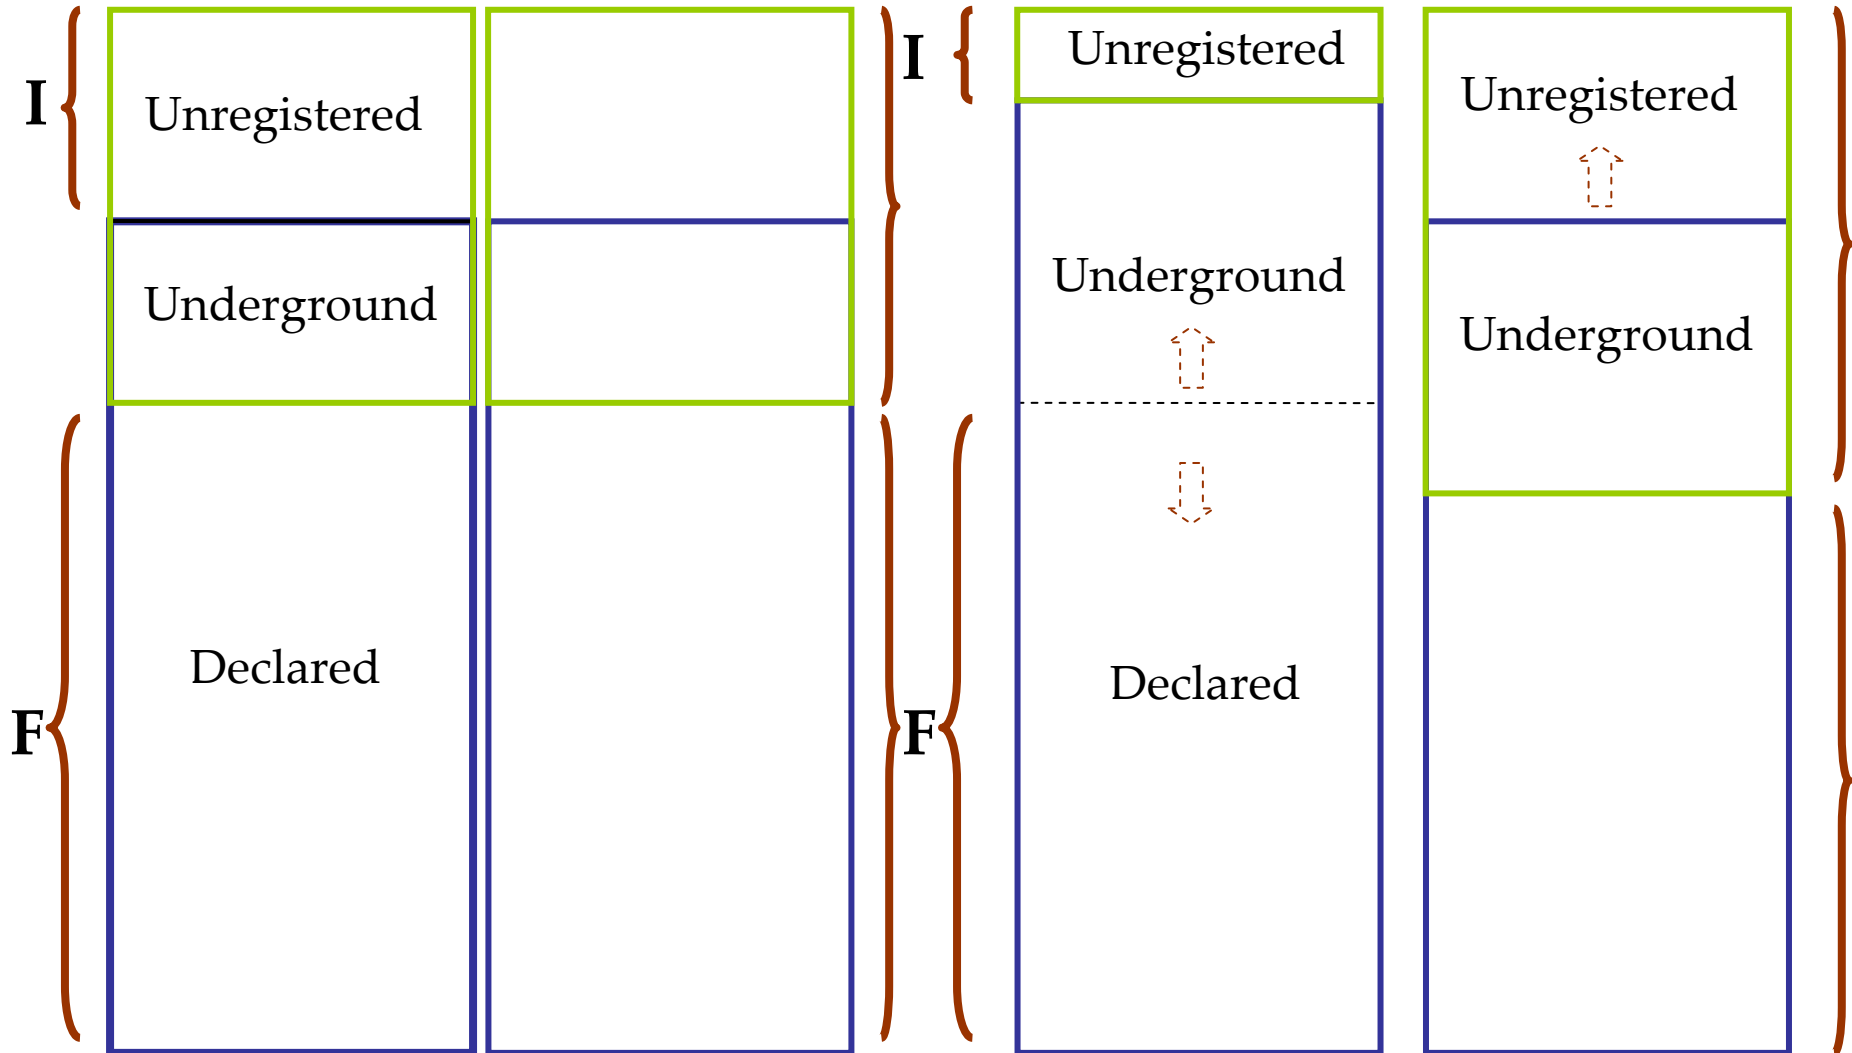 I
Unregistered
Underground
Declared
F
I
Unregistered
Underground
Declared
F
Unregistered
Underground